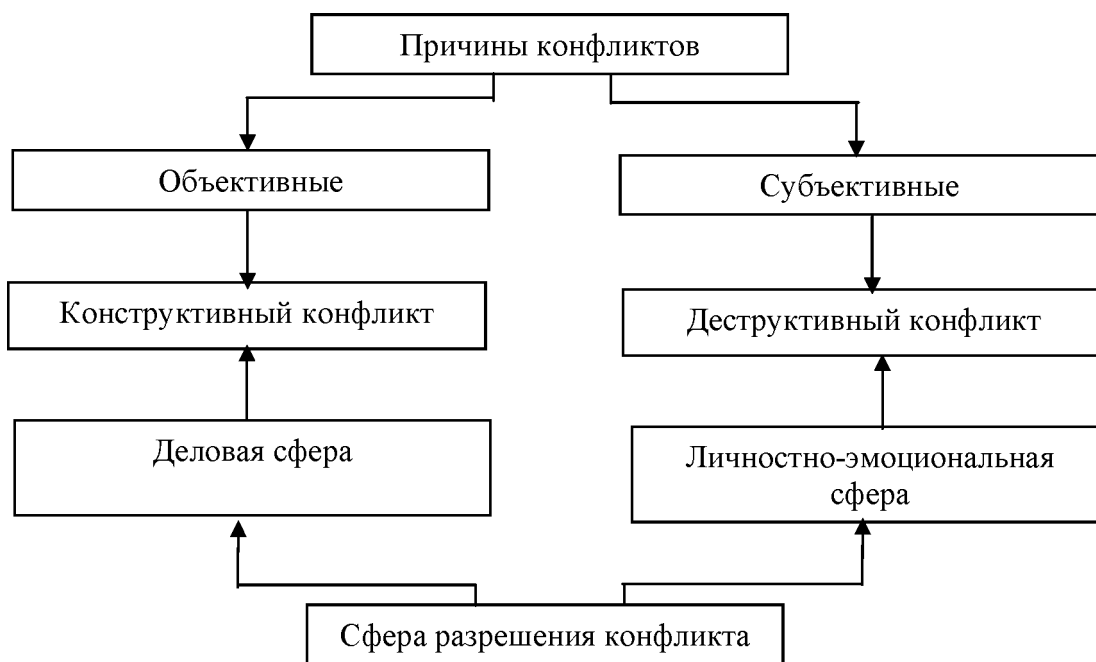 Причины конфликтов
Объективные
Субъективные
Конструктивный конфликт
Деструктивный конфликт
Деловая сфера
Личностно-эмоциональная
сфера
Сфера разрешения конфликта